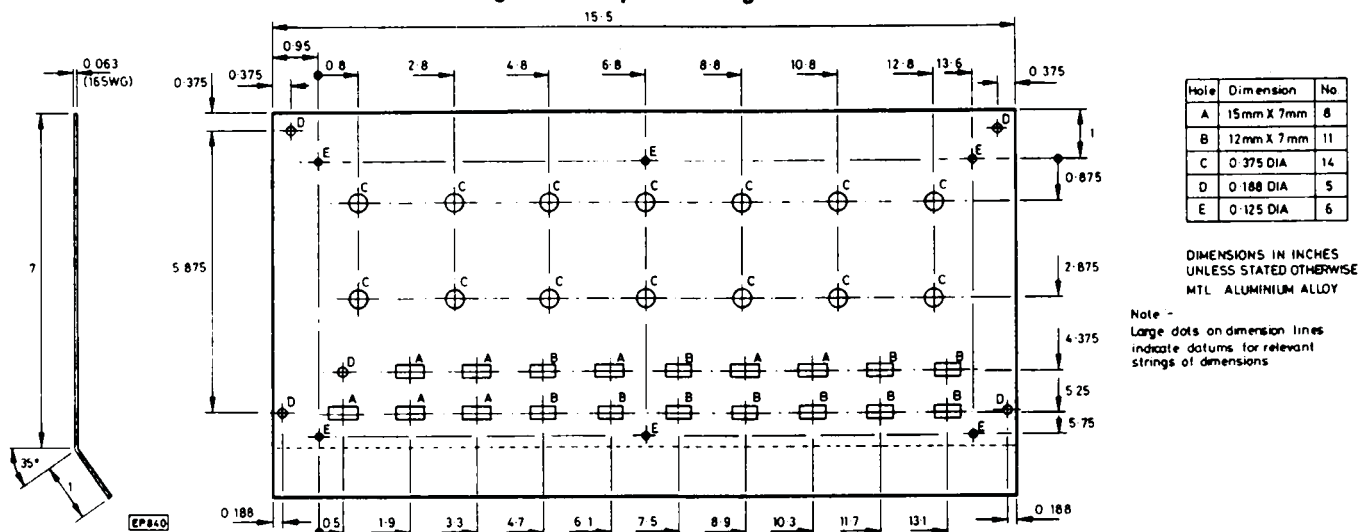 15·5
0·95
0·063
(16SWG)
0·375
0·8
2·8
4·8
6·8
8·8
10·8
12·8
13·6
0·375
D
D
1
E
E
E
0·875
C
C
C
C
C
C
C
7
5·875
C
C
C
C
C
C
C
2·875
D
A
A
B
A
B
A
A
B
B
4·375
D
A
A
A
B
B
B
B
B
B
B
D
5·25
E
E
E
5·75
35°
1
EP840
0·188
0·5
1·9
3·3
4·7
6·1
7·5
8·9
10·3
11·7
13·1
0·188
Hole Dimension No.
A 15mm X 7mm 8
B 12mm X 7mm 11
C 0·375 DIA 14
D 0·188 DIA 5
E 0·125 DIA 6
DIMENSIONS IN INCHES
UNLESS STATED OTHERWISE
MTL ALUMINIUM ALLOY
Note :-
Large dots on dimension lines
indicate datums for relevant
strings of dimensions